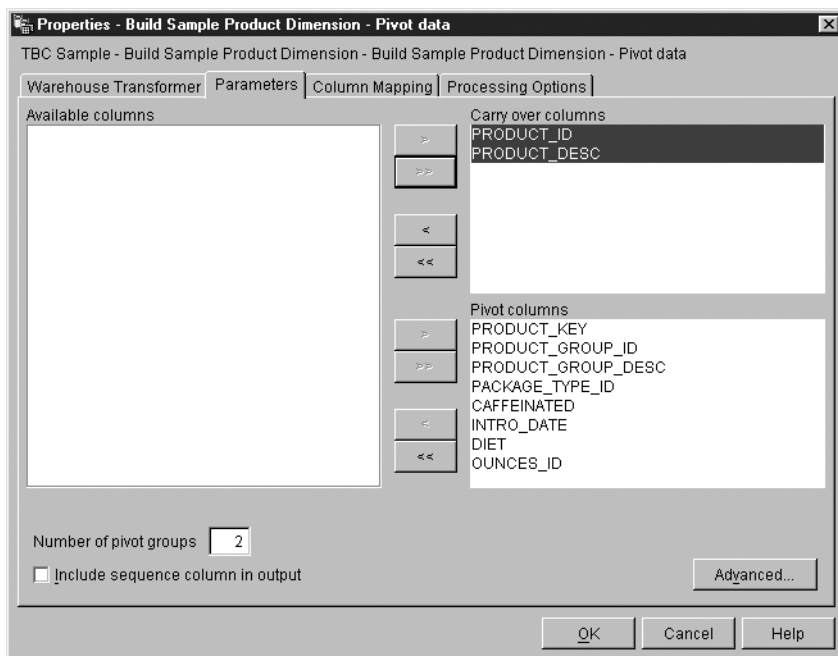 Properties - Build Sample Product Dimension - Pivot data
TBC Sample - Build Sample Product Dimension - Build Sample Product Dimension - Pivot data
Warehouse Transformer Parameters Column Mapping Processing Options
Available columns
Carry over columns
PRODUCT_ID
PRODUCT_DESC
>
>>
<
<<
Pivot columns
PRODUCT_KEY
PRODUCT_GROUP_ID
PRODUCT_GROUP_DESC
PACKAGE_TYPE_ID
CAFFEINATED
INTRO_DATE
DIET
OUNCES_ID
>
>>
<
<<
Number of pivot groups 2
Include sequence column in output
Advanced...
OK Cancel Help